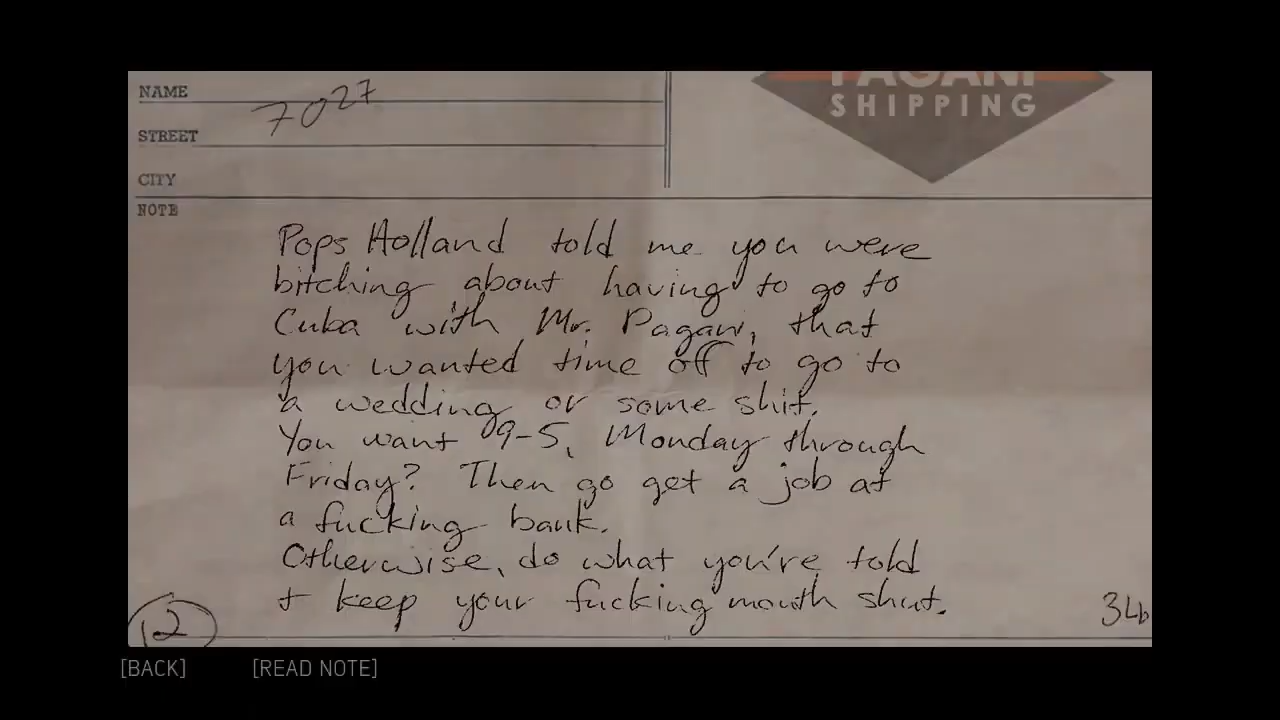 PAGANI
SHIPPING
NAME
7027
STREET
CITY
NOTE
Pops Holland told me you were
bitching about having to go to
Cuba with Mr. Pagani, that
you wanted time off to go to
a wedding or some shit.
You want 9-5, Monday through
Friday? Then go get a job at
a fucking bank.
Otherwise, do what you're told
+ keep your fucking mouth shut.
12
[BACK] [READ NOTE]